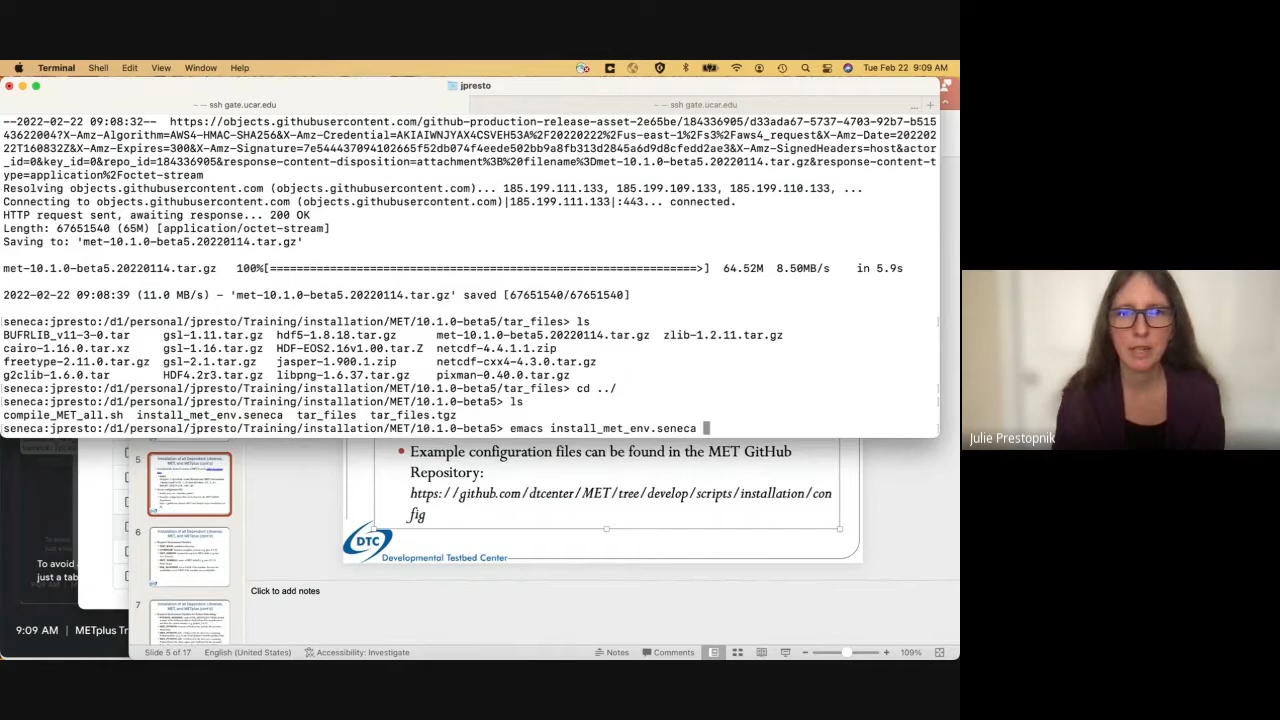 Terminal Shell Edit View Window Help Tue Feb 22 9:09 AM
jpresto
~ — ssh gate.ucar.edu ~ — ssh gate.ucar.edu ... +
--2022-02-22 09:08:32-- https://objects.githubusercontent.com/github-production-release-asset-2e65be/184336905/d33ada67-5737-4703-92b7-b515
43622004?X-Amz-Algorithm=AWS4-HMAC-SHA256&X-Amz-Credential=AKIAIWNJYAX4CSVEH53A%2F20220222%2Fus-east-1%2Fs3%2Faws4_request&X-Amz-Date=202202
22T160832Z&X-Amz-Expires=300&X-Amz-Signature=7e5444370941026 65f52db074f4eede502bb9a8fb313d2845a6d9d8cfedd2ae3&X-Amz-SignedHeaders=host&actor
_id=0&key_id=0&repo_id=184336905&response-content-disposition=attachment%3B%20filename%3Dmet-10.1.0-beta5.20220114.tar.gz&response-content-t
ype=application%2Foctet-stream
Resolving objects.githubusercontent.com (objects.githubusercontent.com)... 185.199.111.133, 185.199.109.133, 185.199.110.133, ...
Connecting to objects.githubusercontent.com (objects.githubusercontent.com)|185.199.111.133|:443... connected.
HTTP request sent, awaiting response... 200 OK
Length: 67651540 (65M) [application/octet-stream]
Saving to: 'met-10.1.0-beta5.20220114.tar.gz'
met-10.1.0-beta5.20220114.tar.gz 100%[================================================================>] 64.52M 8.50MB/s in 5.9s
2022-02-22 09:08:39 (11.0 MB/s) - 'met-10.1.0-beta5.20220114.tar.gz' saved [67651540/67651540]
[seneca:jpresto:/d1/personal/jpresto/Training/installation/MET/10.1.0-beta5/tar_files> ls
BUFRLIB_v11-3-0.tar gsl-1.11.tar.gz hdf5-1.8.18.tar.gz met-10.1.0-beta5.20220114.tar.gz zlib-1.2.11.tar.gz
cairo-1.16.0.tar.xz gsl-1.16.tar.gz HDF-EOS2.16v1.00.tar.Z netcdf-4.4.1.1.zip
freetype-2.11.0.tar.gz gsl-2.1.tar.gz jasper-1.900.1.zip netcdf-cxx4-4.3.0.tar.gz
g2clib-1.6.0.tar HDF4.2r3.tar.gz libpng-1.6.37.tar.gz pixman-0.40.0.tar.gz
[seneca:jpresto:/d1/personal/jpresto/Training/installation/MET/10.1.0-beta5/tar_files> cd ../
[seneca:jpresto:/d1/personal/jpresto/Training/installation/MET/10.1.0-beta5> ls
compile_MET_all.sh install_met_env.seneca tar_files tar_files.tgz
[seneca:jpresto:/d1/personal/jpresto/Training/installation/MET/10.1.0-beta5> emacs install_met_env.seneca
Example configuration files can be found in the MET GitHub
Repository:
https://github.com/dtcenter/MET/tree/develop/scripts/installation/con
fig
DTC
Developmental Testbed Center
5
6
7
To avoid
just a tab
9:09 AM | METplus Tr
Click to add notes
Slide 5 of 17 English (United States) Accessibility: Investigate Notes Comments 109%
Julie Prestopnik